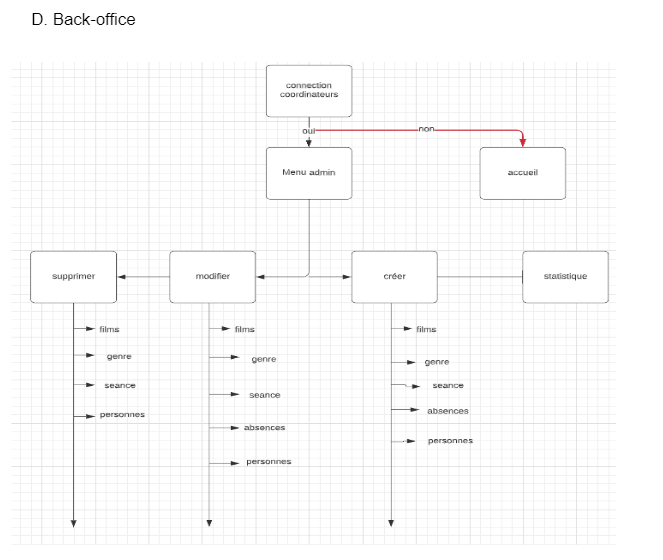 D. Back-office
connection
coordinateurs
oui
non
Menu admin
accueil
supprimer
modifier
créer
statistique
films
genre
seance
personnes
films
genre
seance
absences
personnes
films
genre
seance
absences
personnes